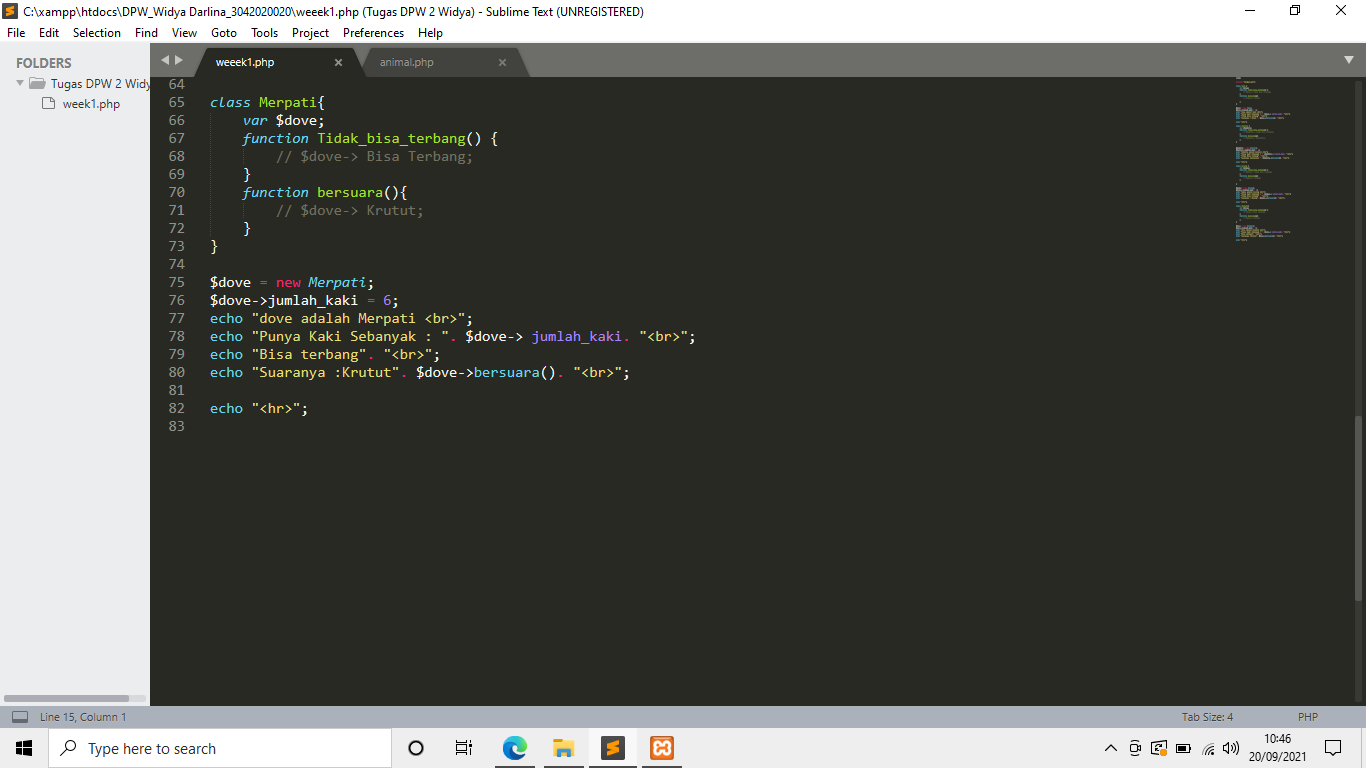 C:\xampp\htdocs\DPW_Widya Darlina_3042020020\weeek1.php (Tugas DPW 2 Widya) - Sublime Text (UNREGISTERED)
File Edit Selection Find View Goto Tools Project Preferences Help
FOLDERS
Tugas DPW 2 Widy
week1.php
weeek1.php
animal.php
64
65 class Merpati{
66 var $dove;
67 function Tidak_bisa_terbang() {
68 // $dove-> Bisa Terbang;
69 }
70 function bersuara(){
71 // $dove-> Krutut;
72 }
73 }
74
75 $dove = new Merpati;
76 $dove->jumlah_kaki = 6;
77 echo "dove adalah Merpati <br>";
78 echo "Punya Kaki Sebanyak : ". $dove-> jumlah_kaki. "<br>";
79 echo "Bisa terbang". "<br>";
80 echo "Suaranya :Krutut". $dove->bersuara(). "<br>";
81
82 echo "<hr>";
83
Line 15, Column 1
Tab Size: 4
PHP
Type here to search
10:46
20/09/2021